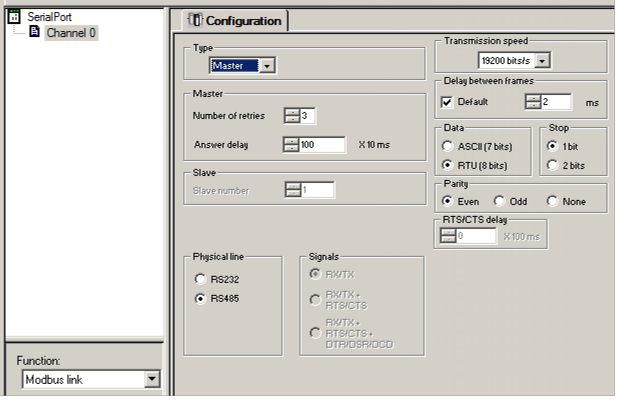 SerialPort
Channel 0
Function:
Modbus link
Configuration
Type
Master
Master
Number of retries 3
Answer delay 100 X 10 ms
Slave
Slave number 1
Physical line
RS232
RS485
Signals
RX/TX
RX/TX +
RTS/CTS
RX/TX +
RTS/CTS +
DTR/DSR/DCD
Transmission speed
19200 bits/s
Delay between frames
Default 2 ms
Data
ASCII (7 bits)
RTU (8 bits)
Stop
1 bit
2 bits
Parity
Even Odd None
RTS/CTS delay
0 X 100 ms